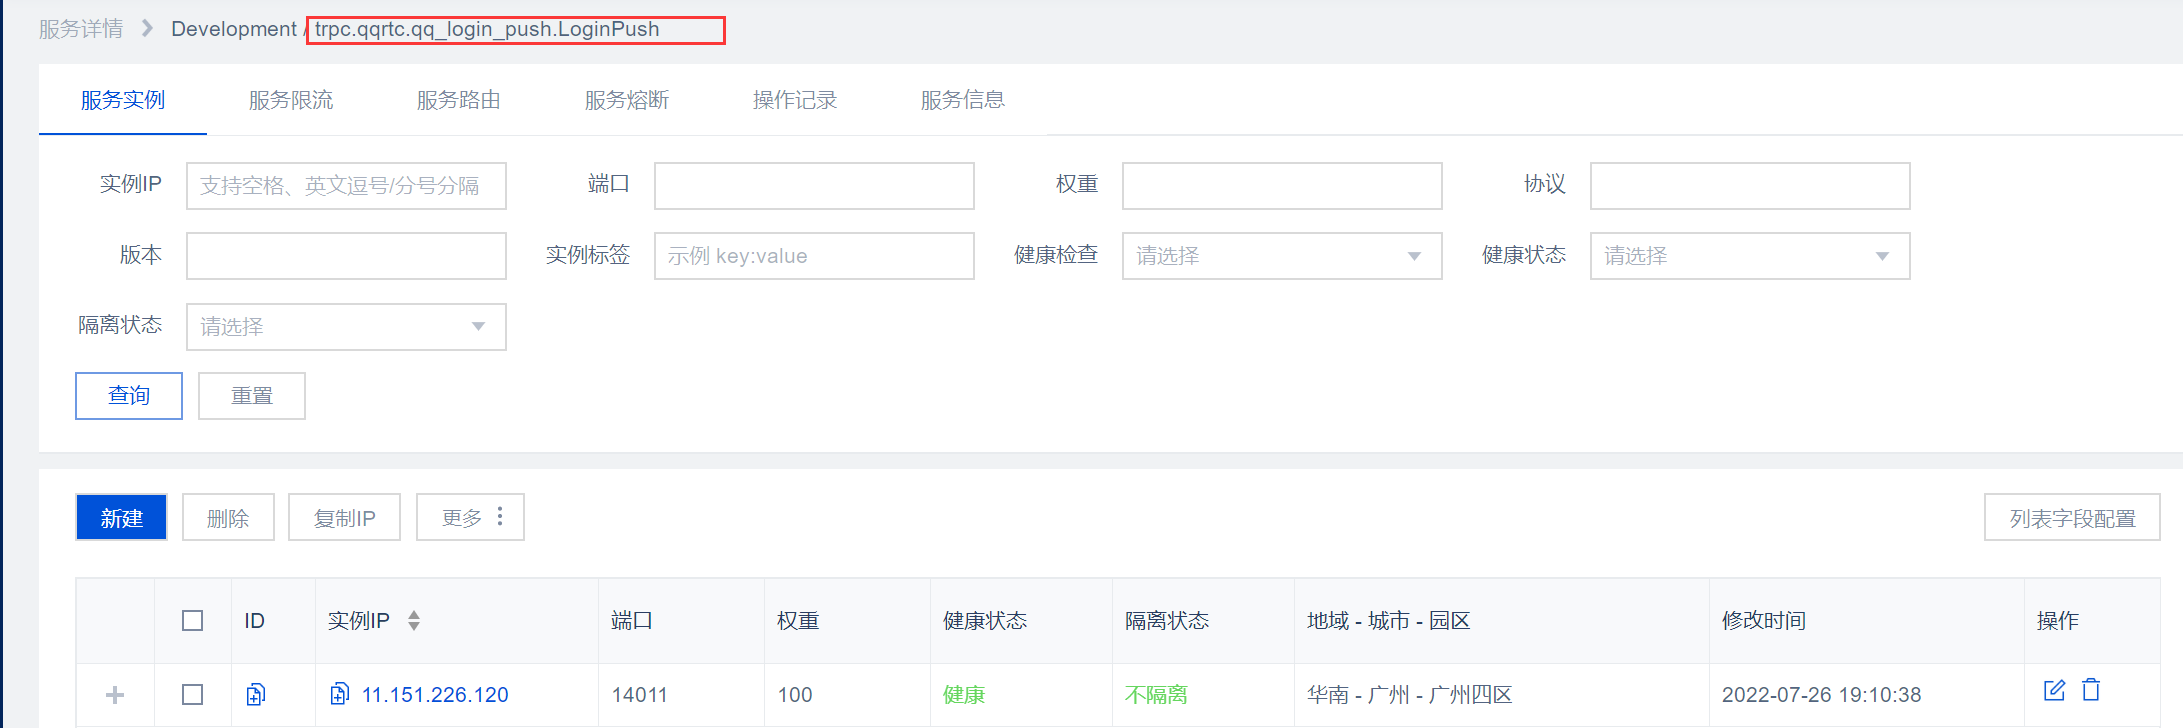 服务详情 > Development / trpc.qqrtc.qq_login_push.LoginPush
服务实例 服务限流 服务路由 服务熔断 操作记录 服务信息
实例IP 支持空格、英文逗号/分号分隔 端口 权重 协议
版本 实例标签 示例 key:value 健康检查 请选择 健康状态 请选择
隔离状态 请选择
查询 重置
新建 删除 复制IP 更多 列表字段配置
ID 实例IP 端口 权重 健康状态 隔离状态 地域 - 城市 - 园区 修改时间 操作
11.151.226.120 14011 100 健康 不隔离 华南 - 广州 - 广州四区 2022-07-26 19:10:38